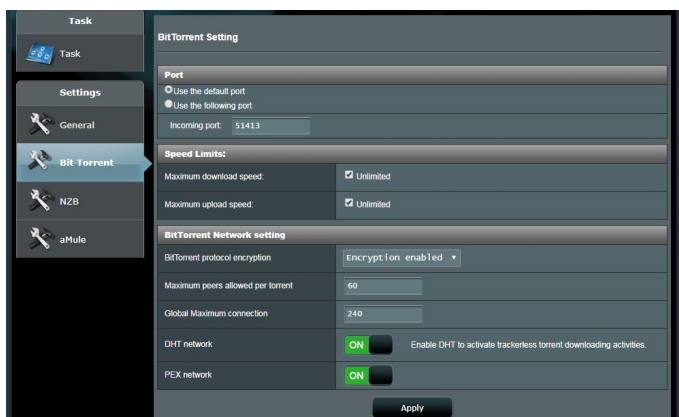 Task
Task
Settings
General
Bit Torrent
NZB
aMule
BitTorrent Setting
Port
Use the default port
Use the following port
Incoming port: 51413
Speed Limits:
Maximum download speed: Unlimited
Maximum upload speed: Unlimited
BitTorrent Network setting
BitTorrent protocol encryption Encryption enabled
Maximum peers allowed per torrent 60
Global Maximum connection 240
DHT network ON Enable DHT to activate trackerless torrent downloading activities.
PEX network ON
Apply